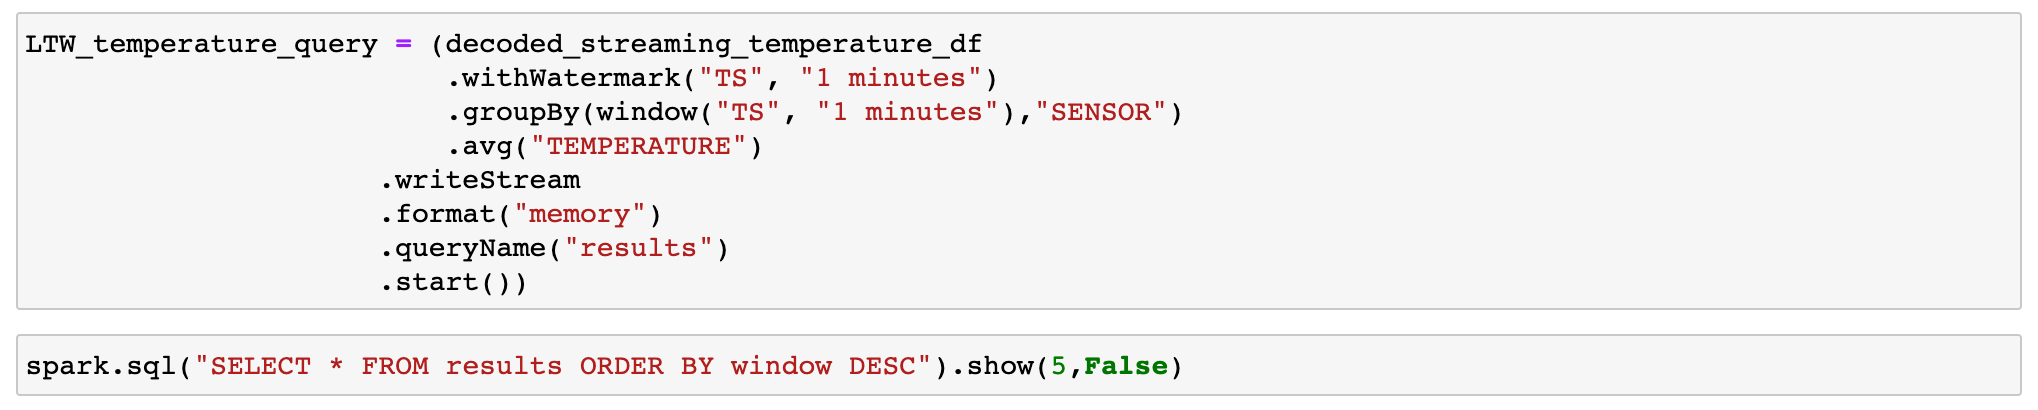 LTW_temperature_query = (decoded_streaming_temperature_df
.withWatermark("TS", "1 minutes")
.groupBy(window("TS", "1 minutes"),"SENSOR")
.avg("TEMPERATURE")
.writeStream
.format("memory")
.queryName("results")
.start())
spark.sql("SELECT * FROM results ORDER BY window DESC").show(5,False)